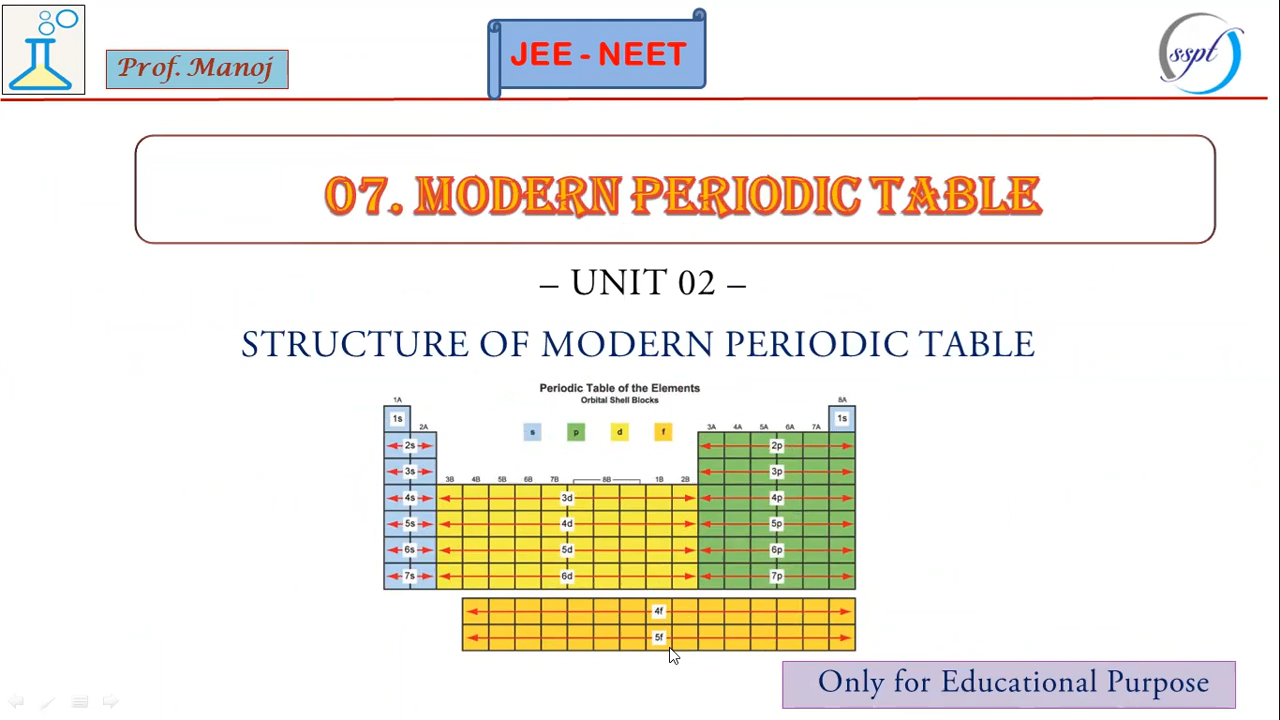 JEE - NEET
Prof. Manoj
sspt
07. MODERN PERIODIC TABLE
– UNIT 02 –
STRUCTURE OF MODERN PERIODIC TABLE
Periodic Table of the Elements
Orbital Shell Blocks
1A 8A
1s 1s
2A 3A 4A 5A 6A 7A
s p d f
2s 2p
3s 3p
3B 4B 5B 6B 7B 8B 1B 2B
4s 3d 4p
5s 4d 5p
6s 5d 6p
7s 6d 7p
4f
5f
Only for Educational Purpose